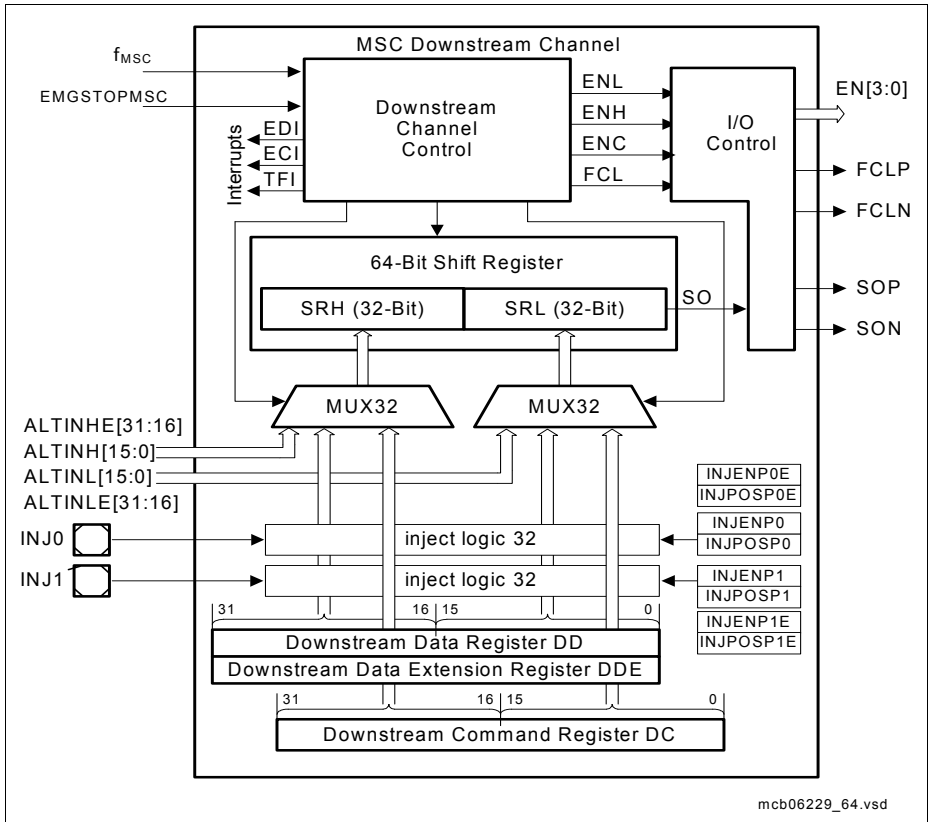 MSC Downstream Channel
fMSC
EMGSTOPMSC
Interrupts
EDI
ECI
TFI
Downstream
Channel
Control
ENL
ENH
ENC
FCL
I/O
Control
EN[3:0]
FCLP
FCLN
SOP
SON
64-Bit Shift Register
SRH (32-Bit)
SRL (32-Bit)
SO
MUX32
MUX32
ALTINHE[31:16]
ALTINH[15:0]
ALTINL[15:0]
ALTINLE[31:16]
INJ0
INJ1
inject logic 32
inject logic 32
INJENP0E
INJPOSP0E
INJENP0
INJPOSP0
INJENP1
INJPOSP1
INJENP1E
INJPOSP1E
31 16 15 0
Downstream Data Register DD
Downstream Data Extension Register DDE
31 16 15 0
Downstream Command Register DC
mcb06229_64.vsd